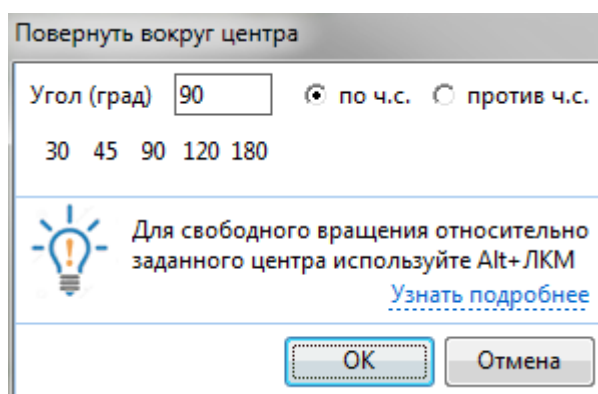 Повернуть вокруг центра
Угол (град) 90 по ч.с. против ч.с.
30 45 90 120 180
Для свободного вращения относительно
заданного центра используйте Alt+ЛКМ
Узнать подробнее
OK Отмена